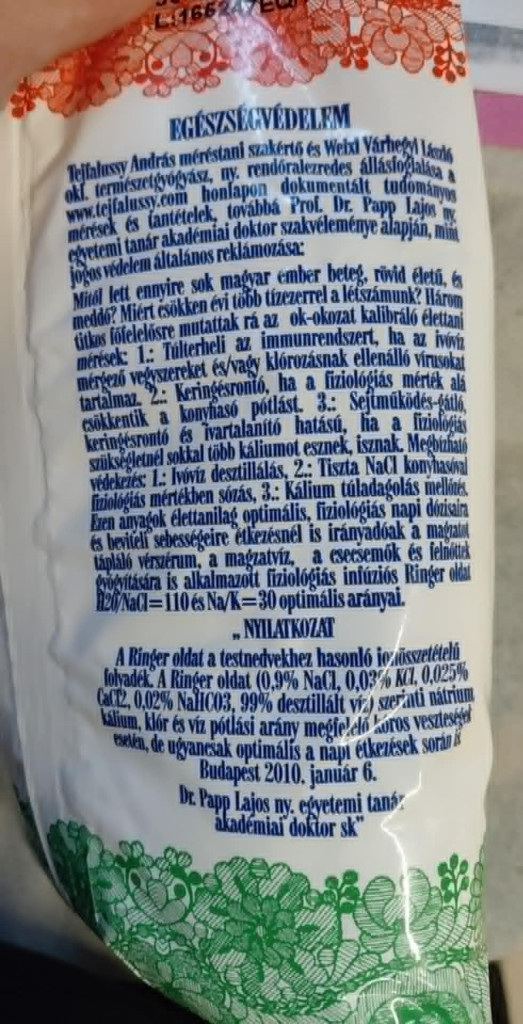 L:166247EQ
EGÉSZSÉGVÉDELEM
Tejfalussy András méréstani szakértő és Weixl Várhegyi László
okl. természetgyógyász, ny. rendőralezredes állásfoglalása a
www.tejfalussy.com honlapon dokumentált tudományos
mérések és tantételek, továbbá Prof. Dr. Papp Lajos ny.
egyetemi tanár akadémiai doktor szakvéleménye alapján, mint
jogos védelem általános reklámozása:
Mitől lett ennyire sok magyar ember beteg, rövid életű, és
meddő? Miért csökken évi több tízezerrel a létszámunk? Három
titkos főfelelősre mutattak rá az ok-okozat kalibráló élettani
mérések: 1.: Túlterheli az immunrendszert, ha az ivóvíz
mérgező vegyszereket és/vagy klórozásnak ellenálló vírusokat
tartalmaz. 2.: Keringésrontó, ha a fiziológiás mérték alá
csökkentik a konyhasó pótlást. 3.: Sejtműködés-gátló,
keringésrontó és ivartalanító hatású, ha a fiziológiás
szükségletnél sokkal több káliumot esznek, isznak. Megbízható
védekezés: 1.: Ivóvíz desztillálás, 2.: Tiszta NaCl konyhasóval
fiziológiás mértékben sózás, 3.: Kálium túladagolás mellőzés.
Ezen anyagok élettanilag optimális, fiziológiás napi dózisaira
és beviteli sebességeire étkezésnél is irányadóak a magzatot
tápláló vérszérum, a magzatvíz, a csecsemők és felnőttek
gyógyítására is alkalmazott fiziológiás infúziós Ringer oldat
H2O/NaCl=110 és Na/K=30 optimális arányai.
„ NYILATKOZAT
A Ringer oldat a testnedvekhez hasonló ionösszetételű
folyadék. A Ringer oldat (0,9% NaCl, 0,03% KCl, 0,025%
CaCl2, 0,02% NaHCO3, 99% desztillált víz) szerinti nátrium
kálium, klór és víz pótlási arány megfelelő kóros veszteségek
esetén, de ugyancsak optimális a napi étkezések során is.
Budapest 2010. január 6.
Dr. Papp Lajos ny. egyetemi tanár
akadémiai doktor sk”